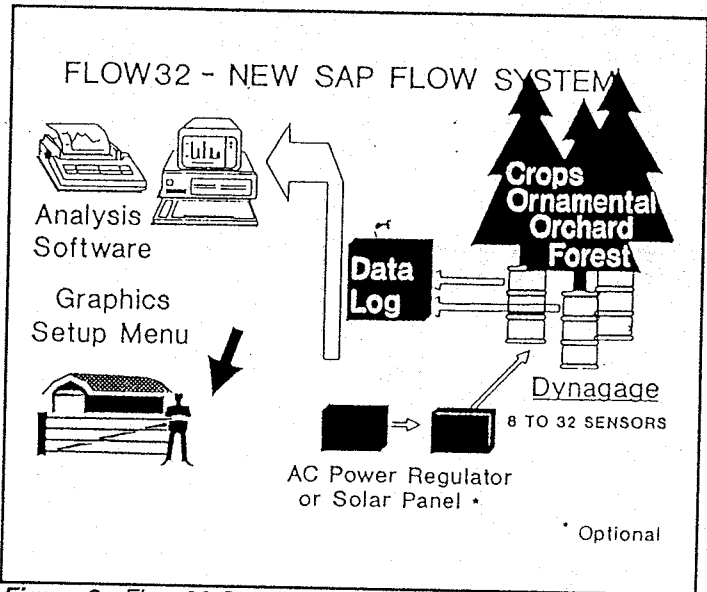 FLOW32 - NEW SAP FLOW SYSTEM
Crops
Ornamental
Orchard
Forest
Analysis
Software
Data
Log
Graphics
Setup Menu
Dynagage
8 TO 32 SENSORS
AC Power Regulator
or Solar Panel *
* Optional